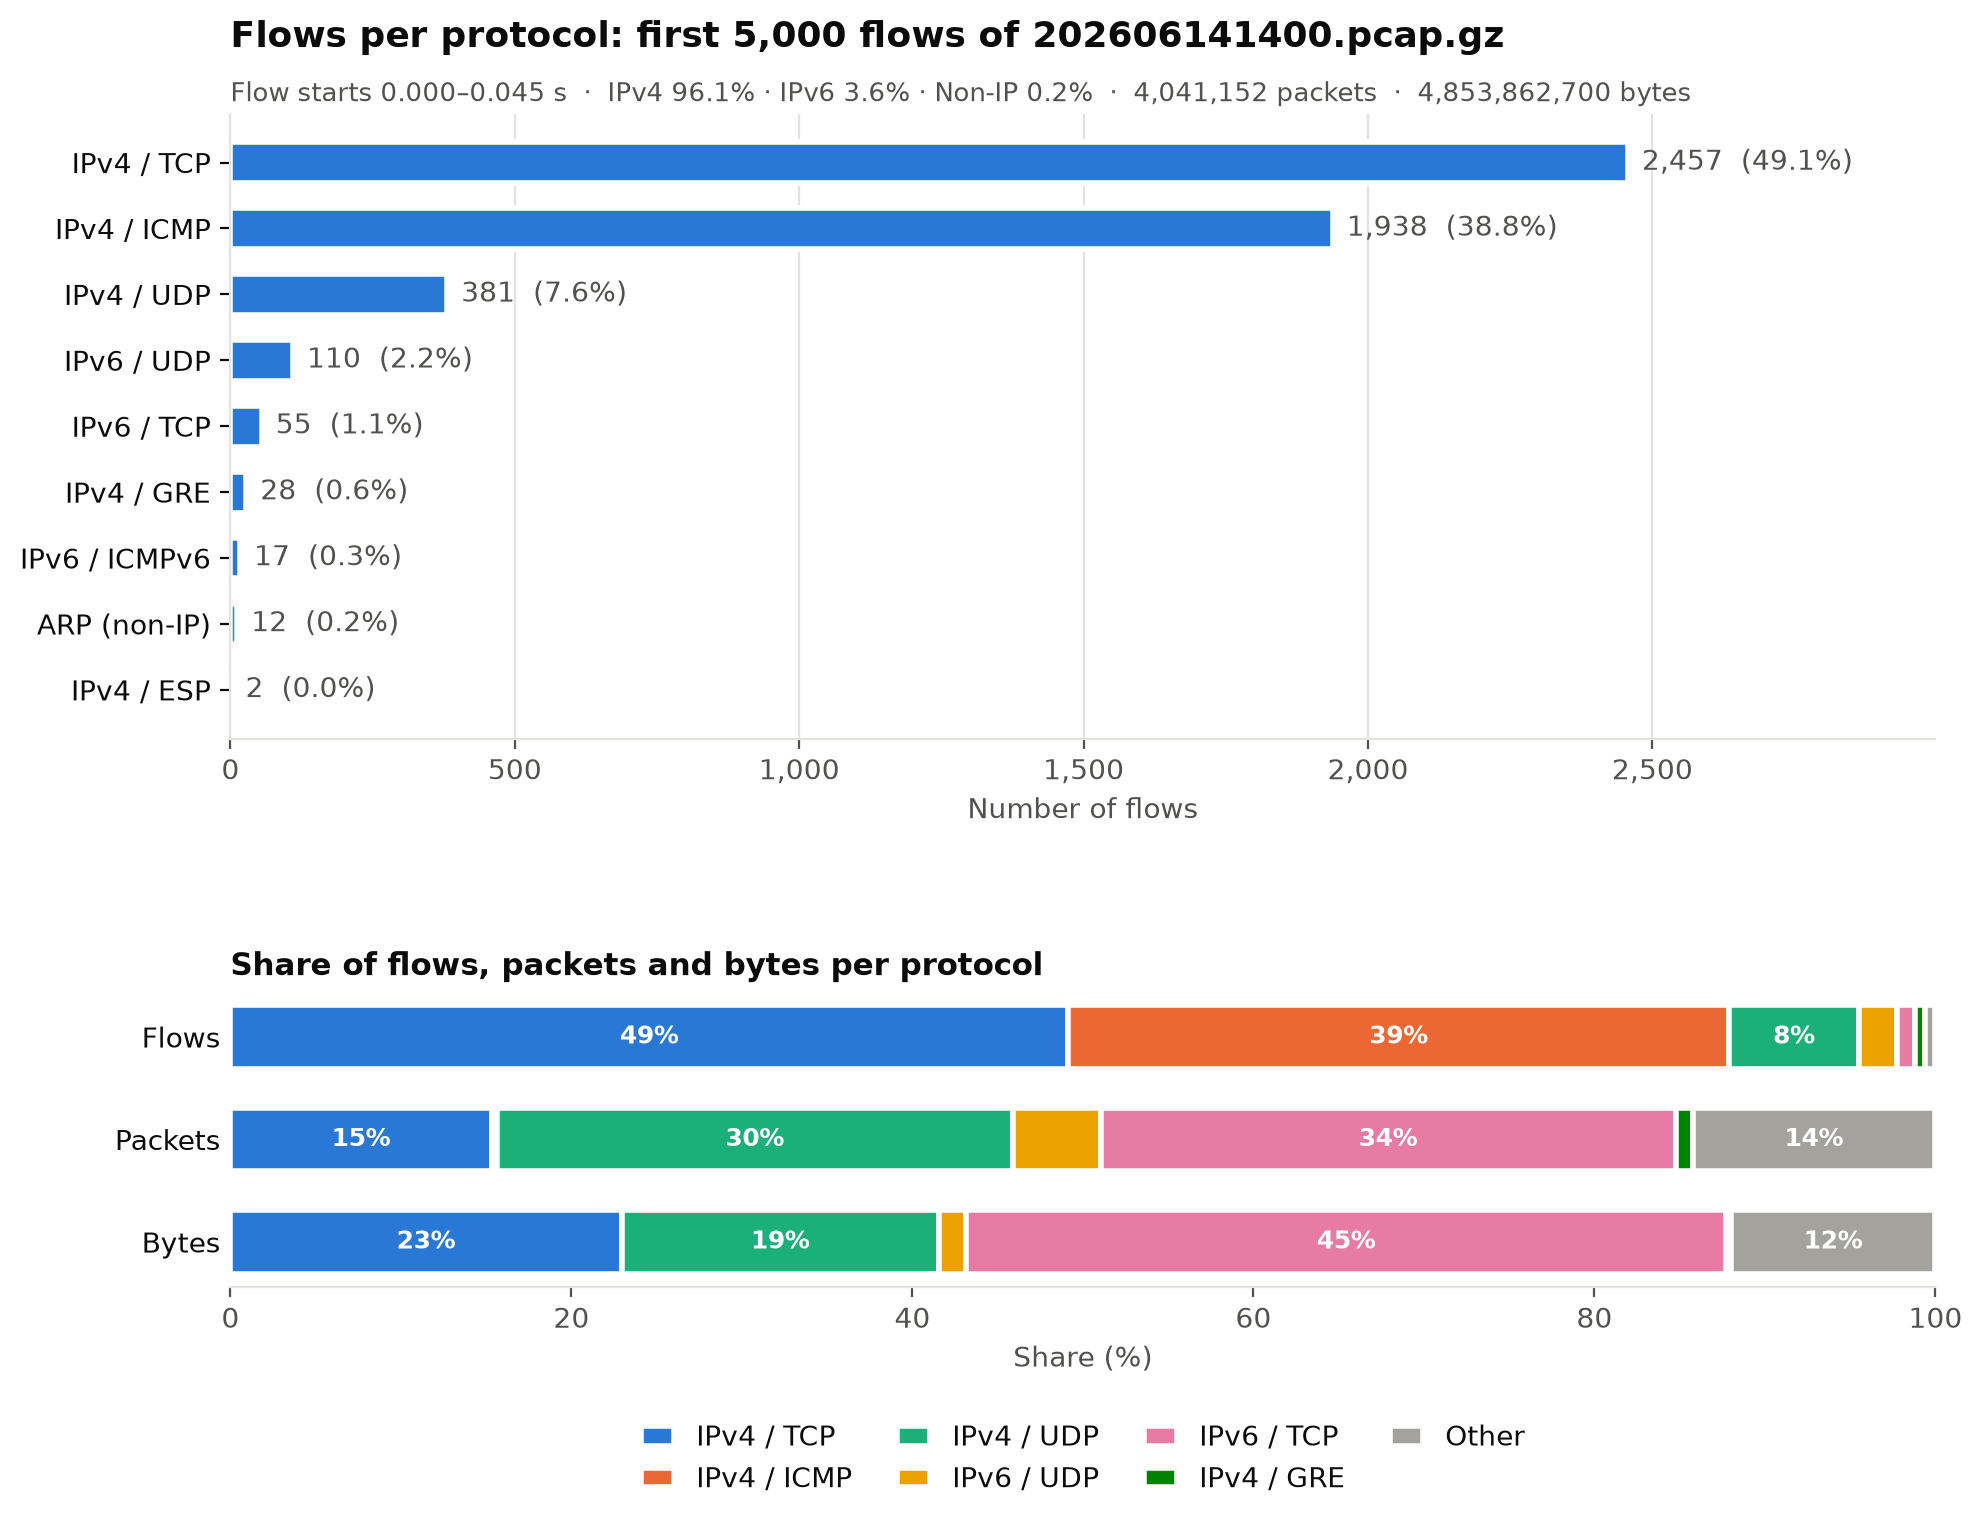 Flows per protocol: first 5,000 flows of 202606141400.pcap.gz
Flow starts 0.000–0.045 s · IPv4 96.1% · IPv6 3.6% · Non-IP 0.2% · 4,041,152 packets · 4,853,862,700 bytes
IPv4 / TCP 2,457 (49.1%)
IPv4 / ICMP 1,938 (38.8%)
IPv4 / UDP 381 (7.6%)
IPv6 / UDP 110 (2.2%)
IPv6 / TCP 55 (1.1%)
IPv4 / GRE 28 (0.6%)
IPv6 / ICMPv6 17 (0.3%)
ARP (non-IP) 12 (0.2%)
IPv4 / ESP 2 (0.0%)
0 500 1,000 1,500 2,000 2,500
Number of flows
Share of flows, packets and bytes per protocol
Flows 49% 39% 8%
Packets 15% 30% 34% 14%
Bytes 23% 19% 45% 12%
0 20 40 60 80 100
Share (%)
IPv4 / TCP IPv4 / UDP IPv6 / TCP Other
IPv4 / ICMP IPv6 / UDP IPv4 / GRE